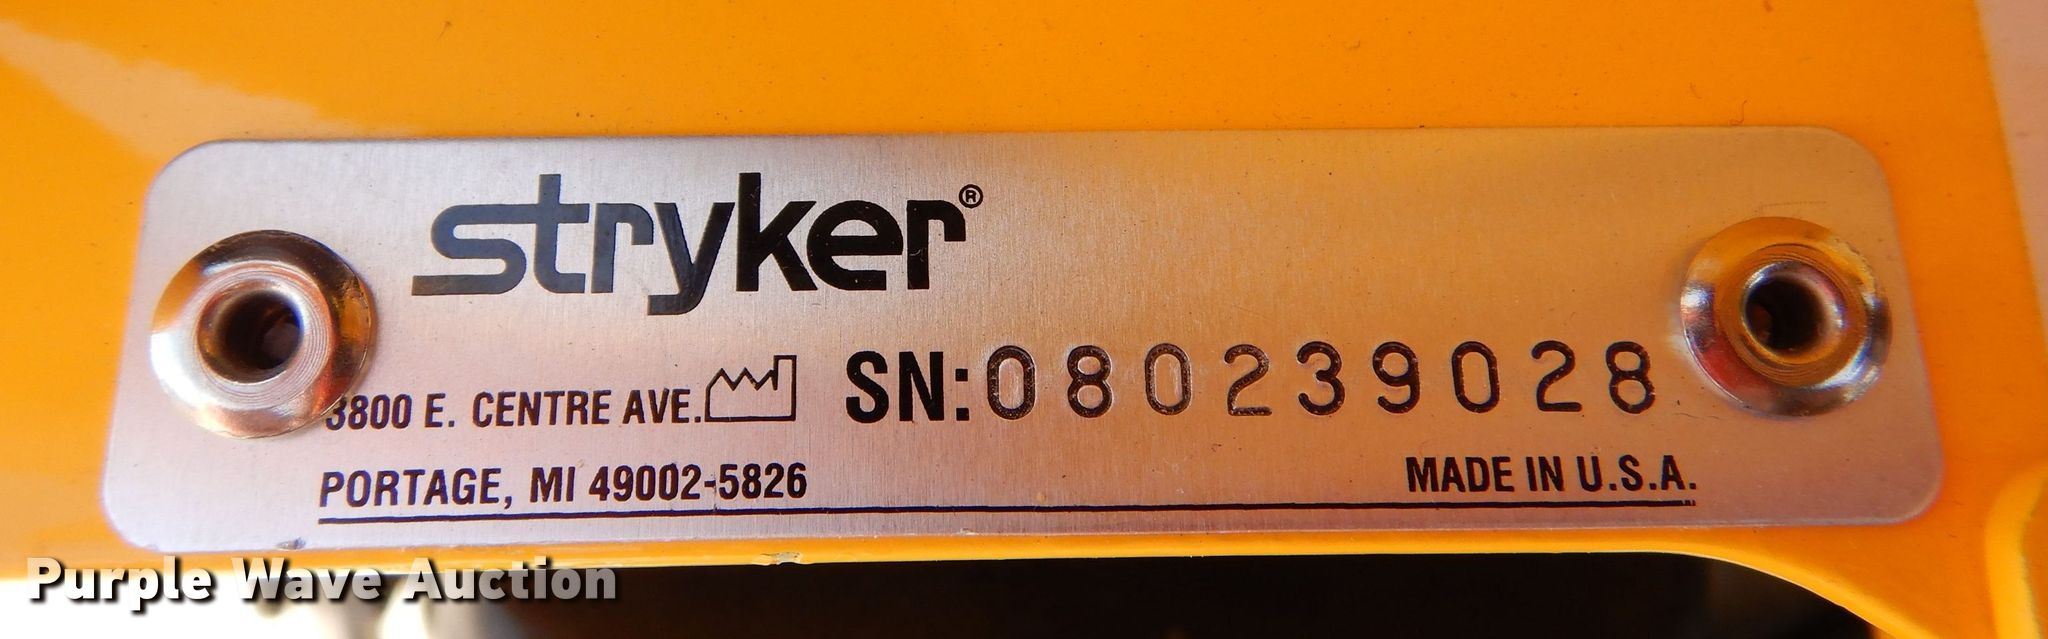 stryker®
SN: 080239028
3800 E. CENTRE AVE.
PORTAGE, MI 49002-5826
MADE IN U.S.A.
Purple Wave Auction